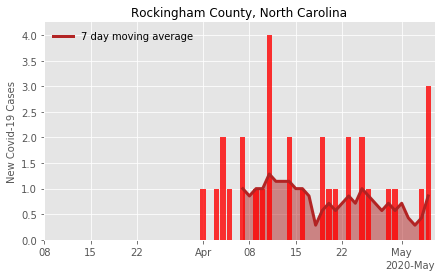 Rockingham County, North Carolina
7 day moving average
New Covid-19 Cases
4.0
3.5
3.0
2.5
2.0
1.5
1.0
0.5
0.0
08 15 22 Apr 08 15 22 May
2020-May